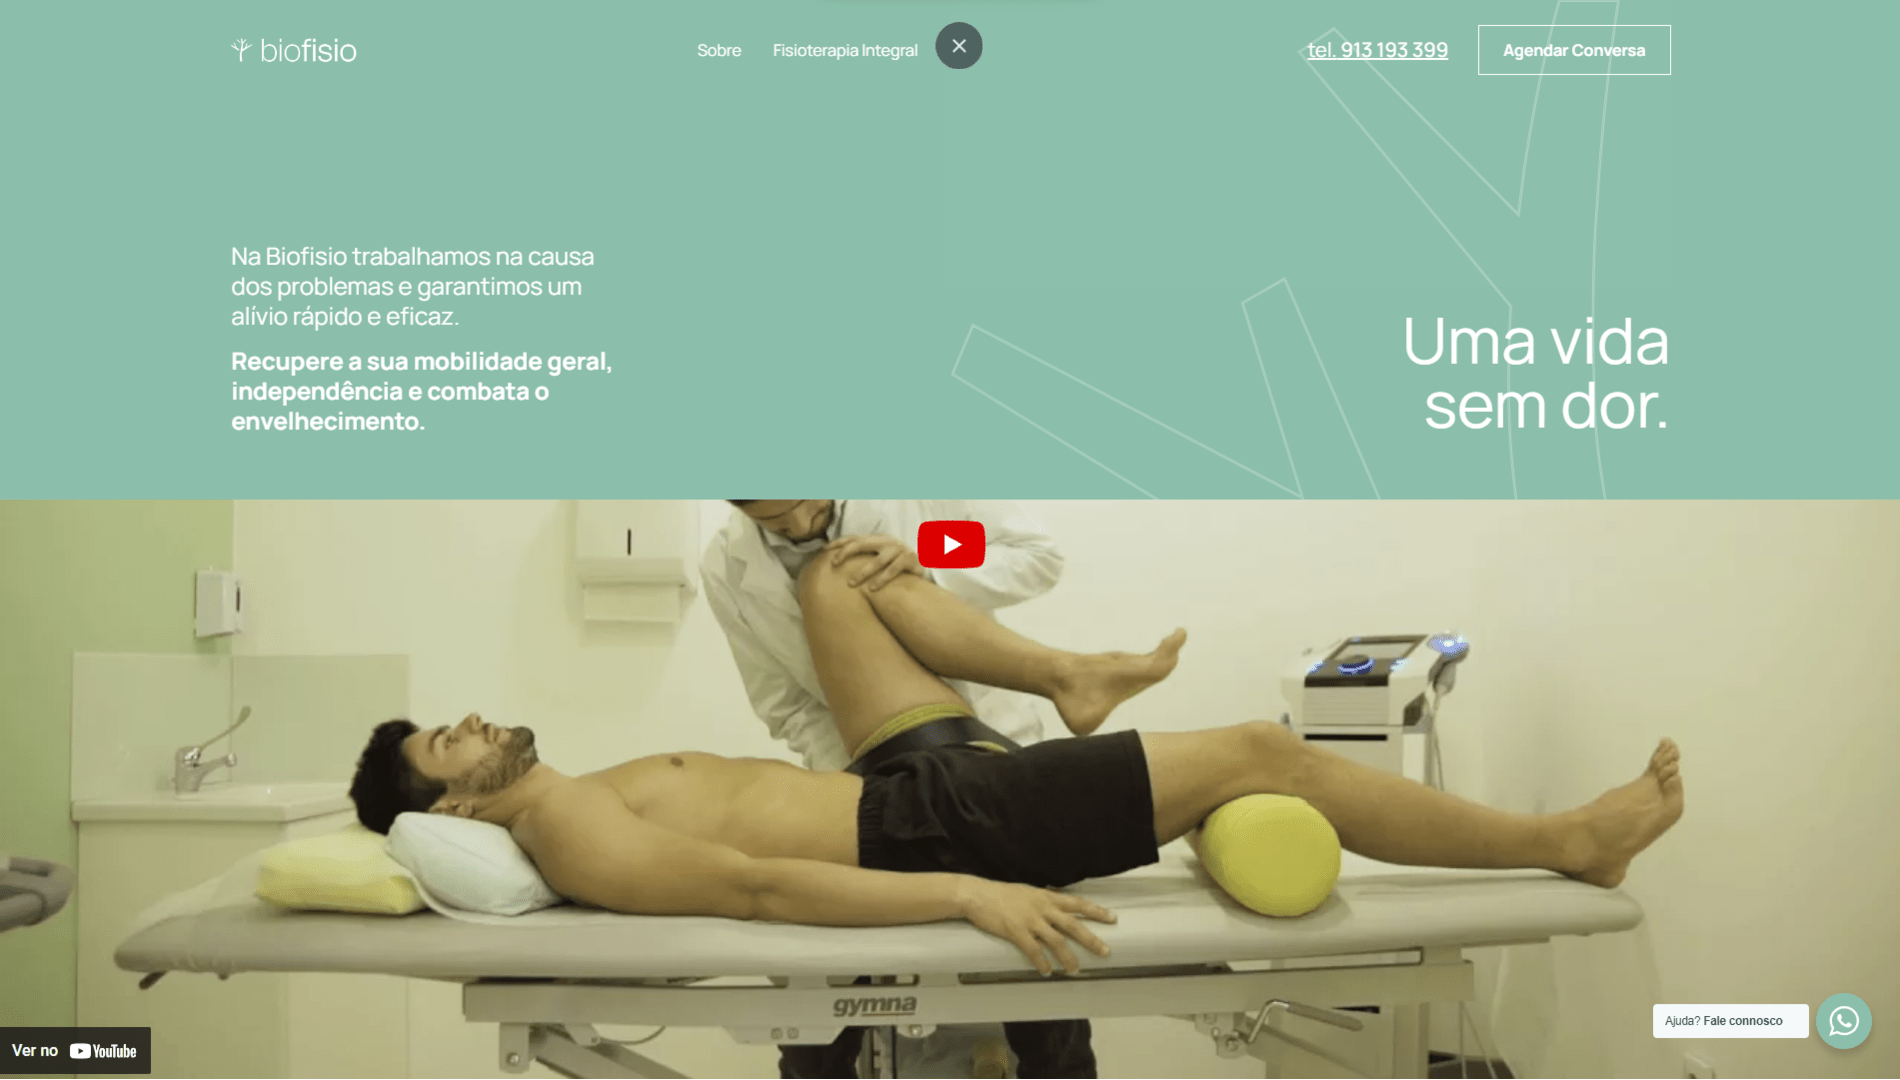 biofisio
Sobre
Fisioterapia Integral
tel. 913 193 399
Agendar Conversa
Na Biofisio trabalhamos na causa
dos problemas e garantimos um
alívio rápido e eficaz.
Recupere a sua mobilidade geral,
independência e combata o
envelhecimento.
Uma vida
sem dor.
gymna
Ajuda? Fale connosco
Ver no YouTube